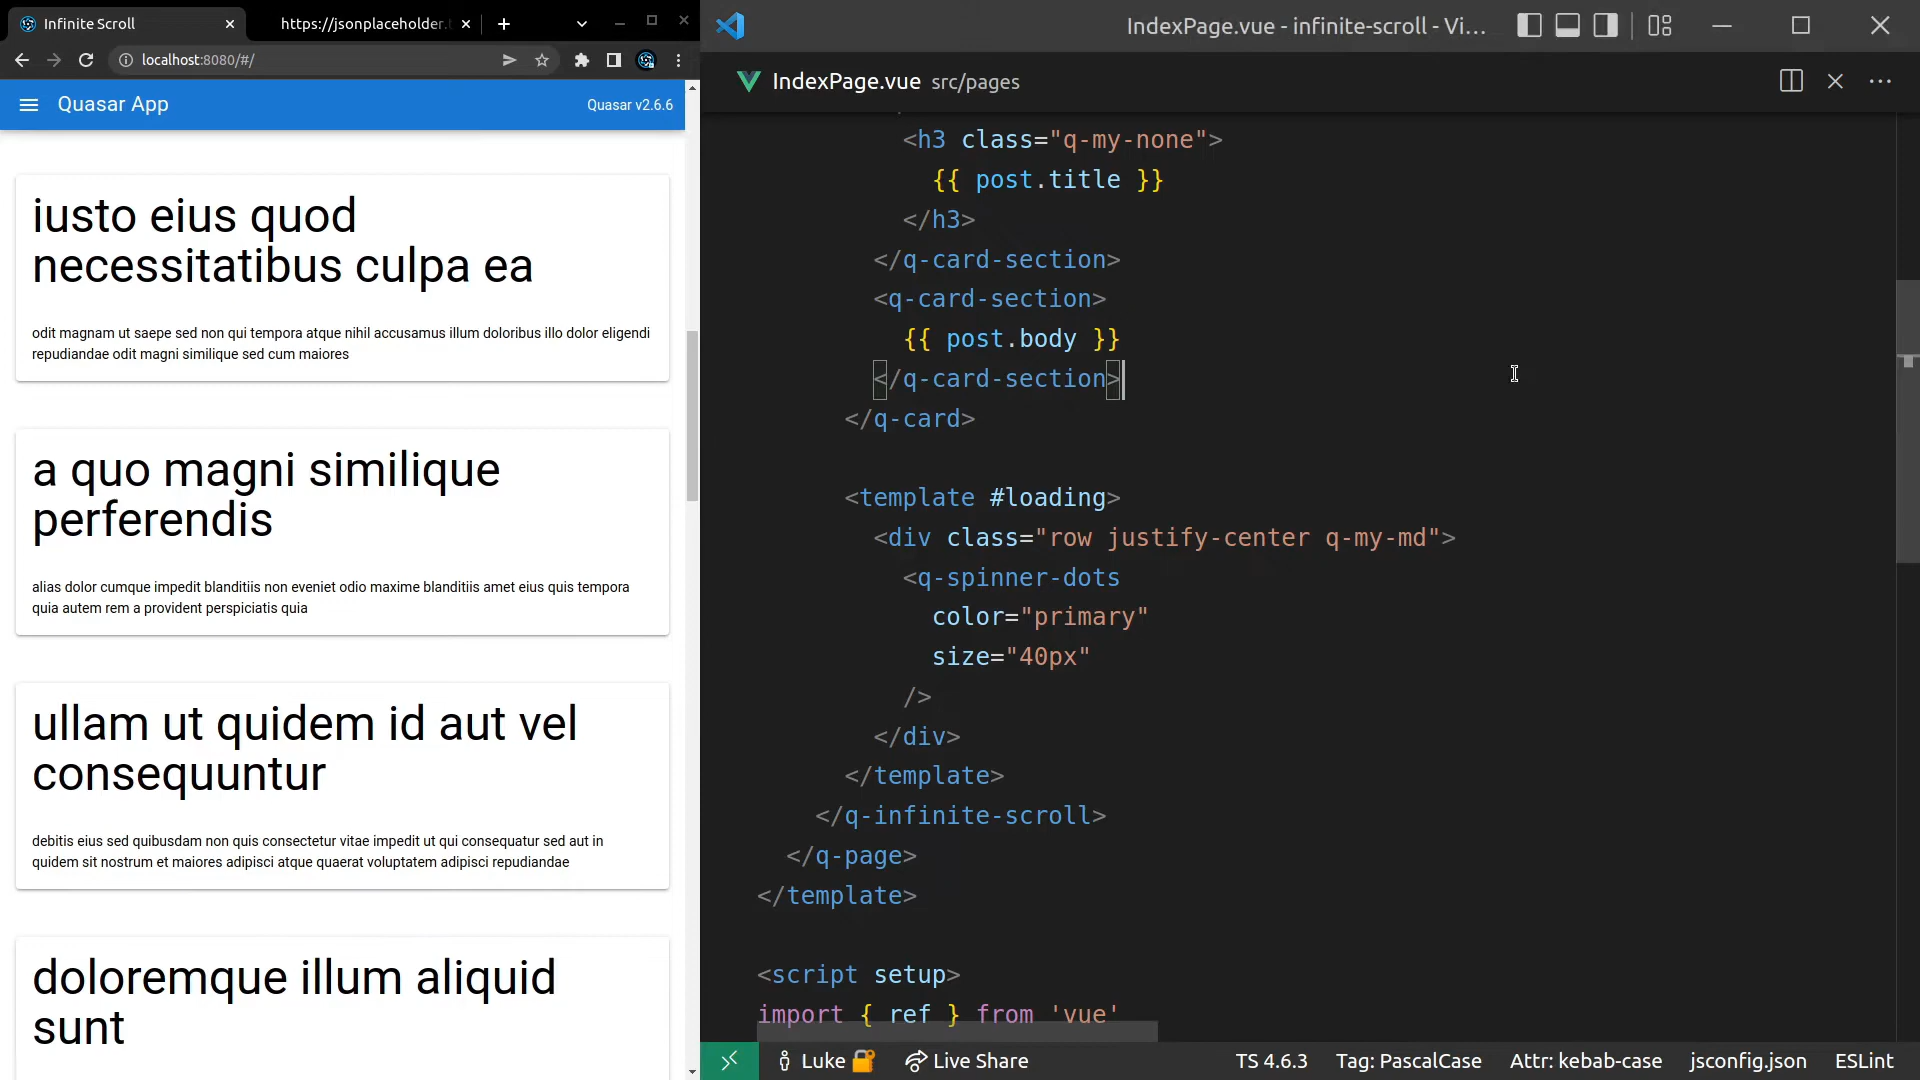 Infinite Scroll
https://jsonplaceholder.t
localhost:8080/#/
Quasar App
Quasar v2.6.6
iusto eius quod
necessitatibus culpa ea
odit magnam ut saepe sed non qui tempora atque nihil accusamus illum doloribus illo dolor eligendi
repudiandae odit magni similique sed cum maiores
a quo magni similique
perferendis
alias dolor cumque impedit blanditiis non eveniet odio maxime blanditiis amet eius quis tempora
quia autem rem a provident perspiciatis quia
ullam ut quidem id aut vel
consequuntur
debitis eius sed quibusdam non quis consectetur vitae impedit ut qui consequatur sed aut in
quidem sit nostrum et maiores adipisci atque quaerat voluptatem adipisci repudiandae
doloremque illum aliquid
sunt
IndexPage.vue - infinite-scroll - Vi...
IndexPage.vue src/pages
<h3 class="q-my-none">
{{ post.title }}
</h3>
</q-card-section>
<q-card-section>
{{ post.body }}
</q-card-section>
</q-card>
<template #loading>
<div class="row justify-center q-my-md">
<q-spinner-dots
color="primary"
size="40px"
/>
</div>
</template>
</q-infinite-scroll>
</q-page>
</template>
<script setup>
import { ref } from 'vue'
Luke 🔐 Live Share TS 4.6.3 Tag: PascalCase Attr: kebab-case jsconfig.json ESLint